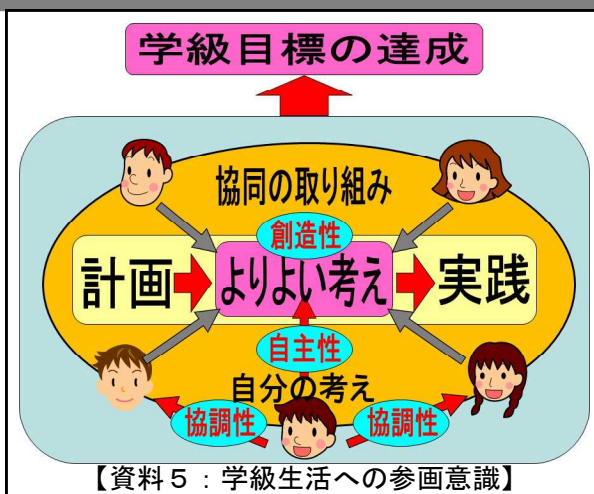 学級目標の達成
協同の取り組み
創造性
計画
よりよい考え
実践
自主性
自分の考え
協調性
協調性
【資料5：学級生活への参画意識】